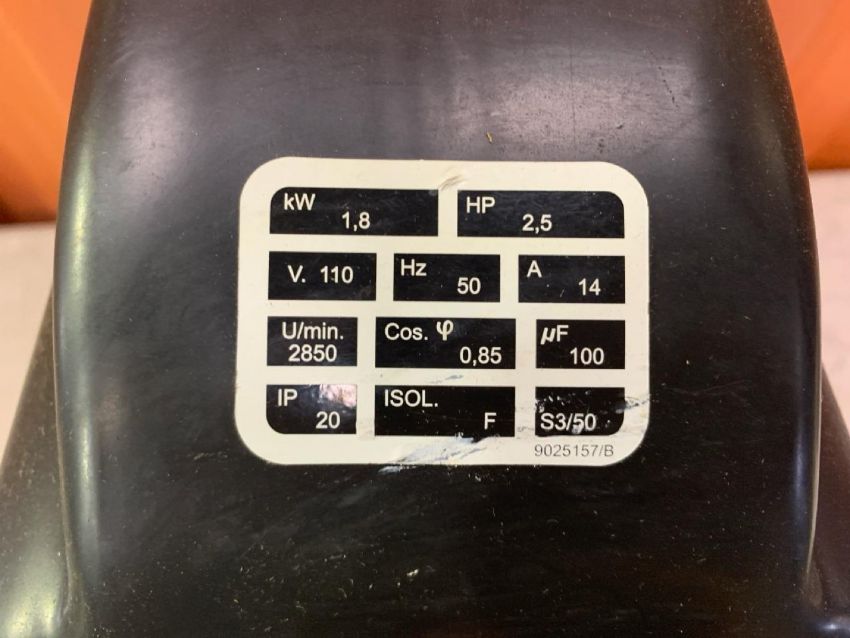 kW 1,8 HP 2,5
V. 110 Hz 50 A 14
U/min. 2850 Cos. φ 0,85 µF 100
IP 20 ISOL. F S3/50
9025157/B